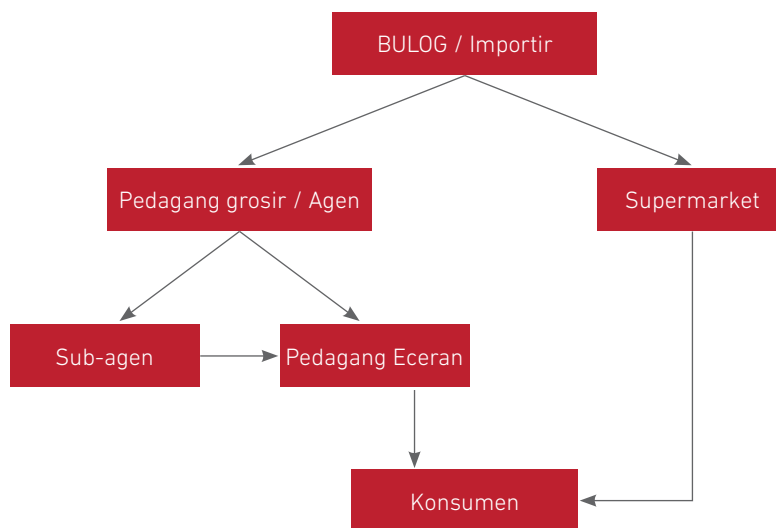 BULOG / Importir
Pedagang grosir / Agen
Supermarket
Sub-agen
Pedagang Eceran
Konsumen